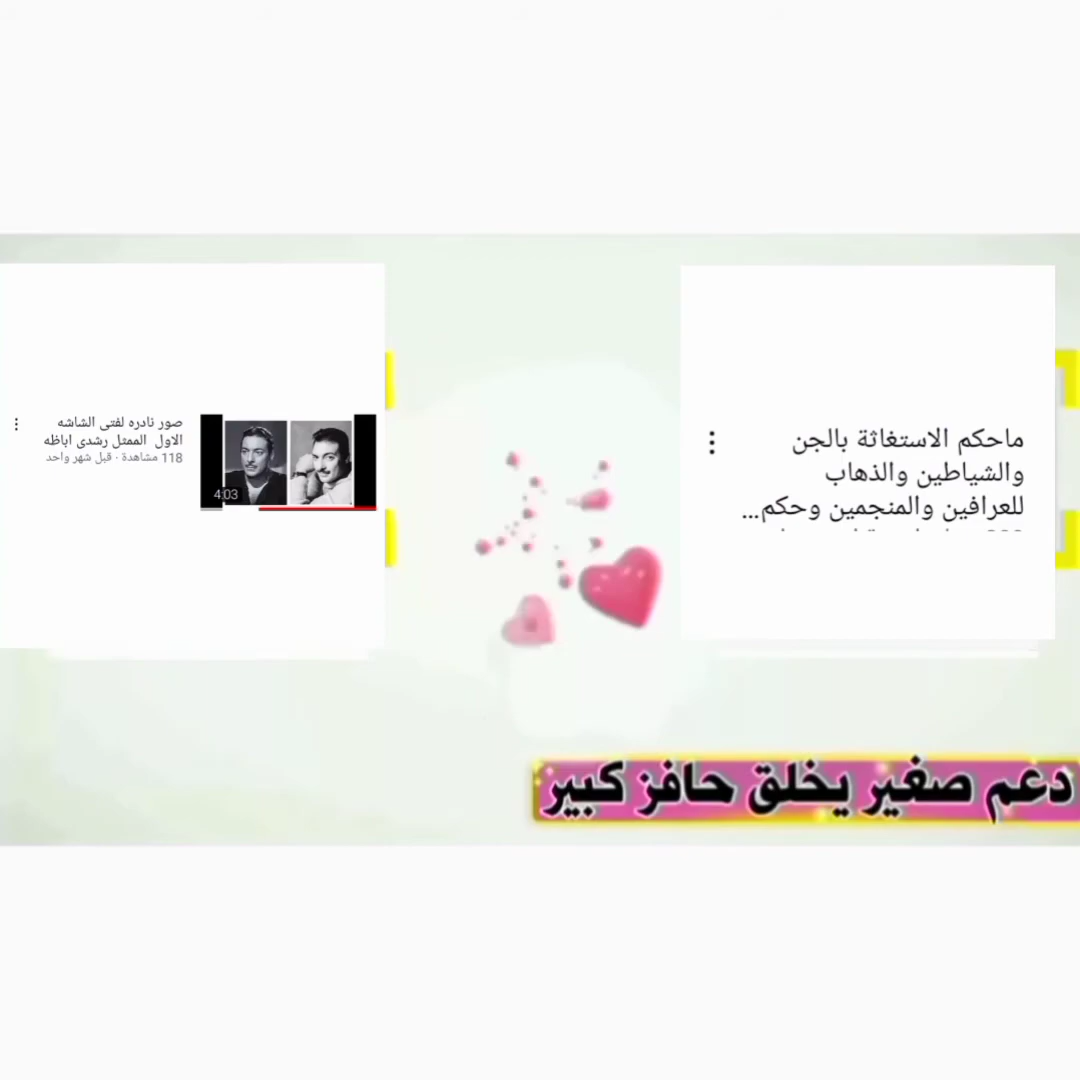 ماحكم الاستغاثة بالجن
والشياطين والذهاب
للعرافين والمنجمين وحكم...
صور نادره لفتى الشاشه
الاول الممثل رشدى اباظه
118 مشاهدة · قبل شهر واحد
4:03
دعم صغير يخلق حافز كبير